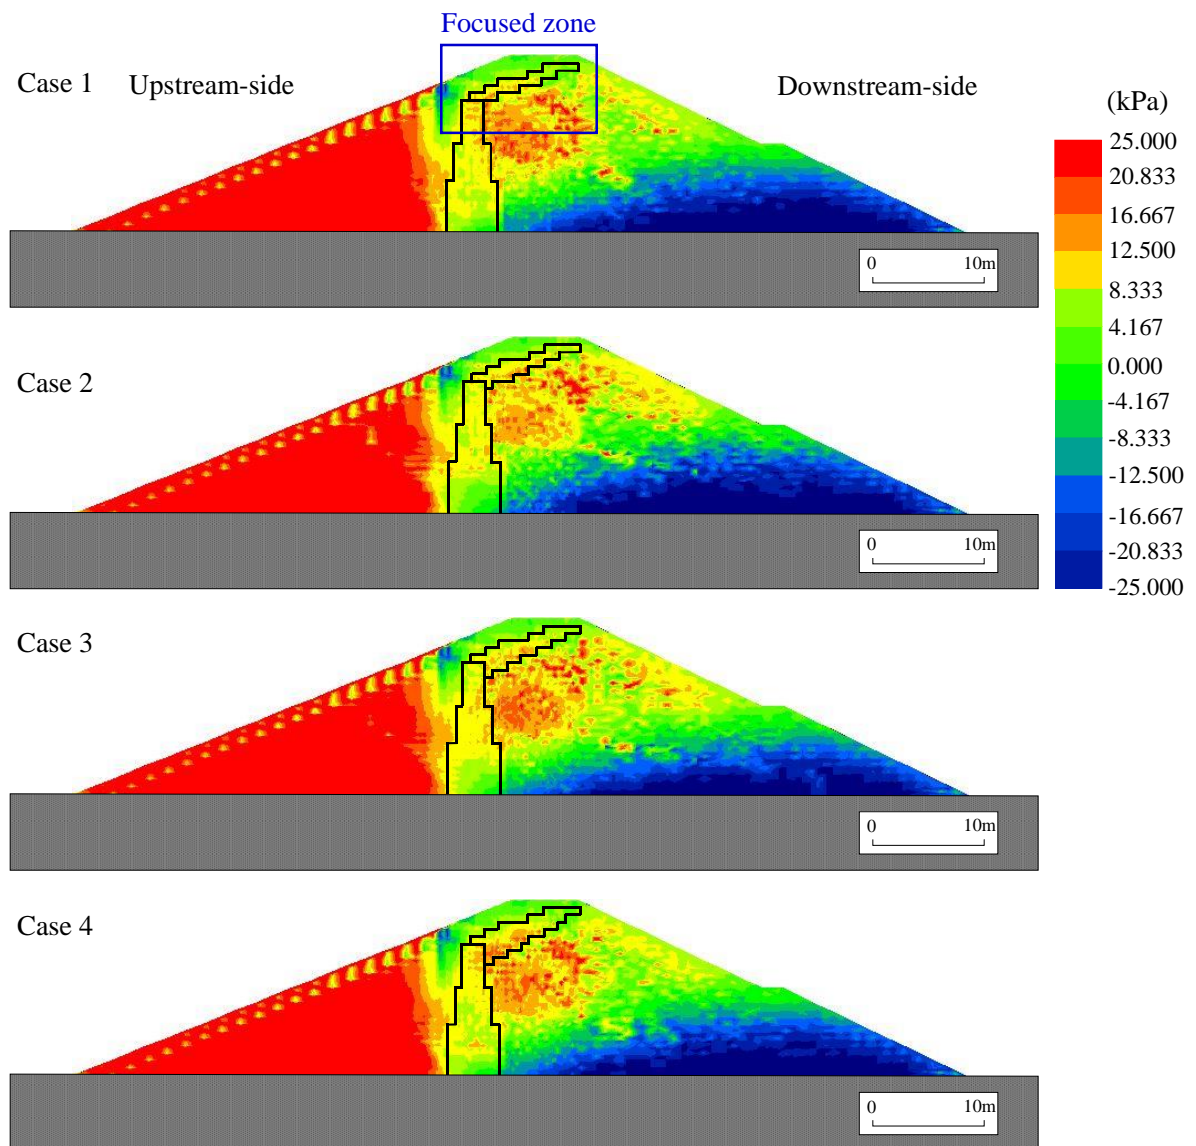 Focused zone
Case 1
Upstream-side
Downstream-side
(kPa)
25.000
20.833
16.667
12.500
8.333
4.167
0.000
-4.167
-8.333
-12.500
-16.667
-20.833
-25.000
0 10m
Case 2
0 10m
Case 3
0 10m
Case 4
0 10m